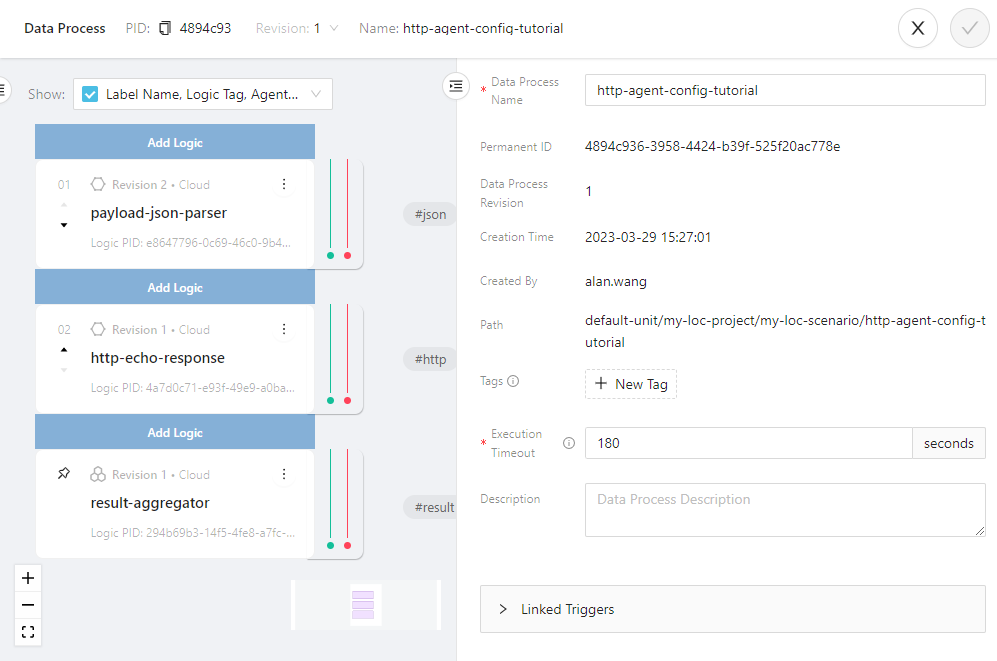 Data Process PID: 4894c93 Revision: 1 Name: http-agent-config-tutorial
Show: Label Name, Logic Tag, Agent...
Add Logic
01 Revision 2 • Cloud
payload-json-parser
Logic PID: e8647796-0c69-46c0-9b4...
#json
Add Logic
02 Revision 1 • Cloud
http-echo-response
Logic PID: 4a7d0c71-e93f-49e9-a0ba...
#http
Add Logic
Revision 1 • Cloud
result-aggregator
Logic PID: 294b69b3-14f5-4fe8-a7fc-...
#result
* Data Process
Name
http-agent-config-tutorial
Permanent ID 4894c936-3958-4424-b39f-525f20ac778e
Data Process
Revision
1
Creation Time 2023-03-29 15:27:01
Created By alan.wang
Path default-unit/my-loc-project/my-loc-scenario/http-agent-config-t
utorial
Tags + New Tag
* Execution
Timeout
180 seconds
Description Data Process Description
Linked Triggers